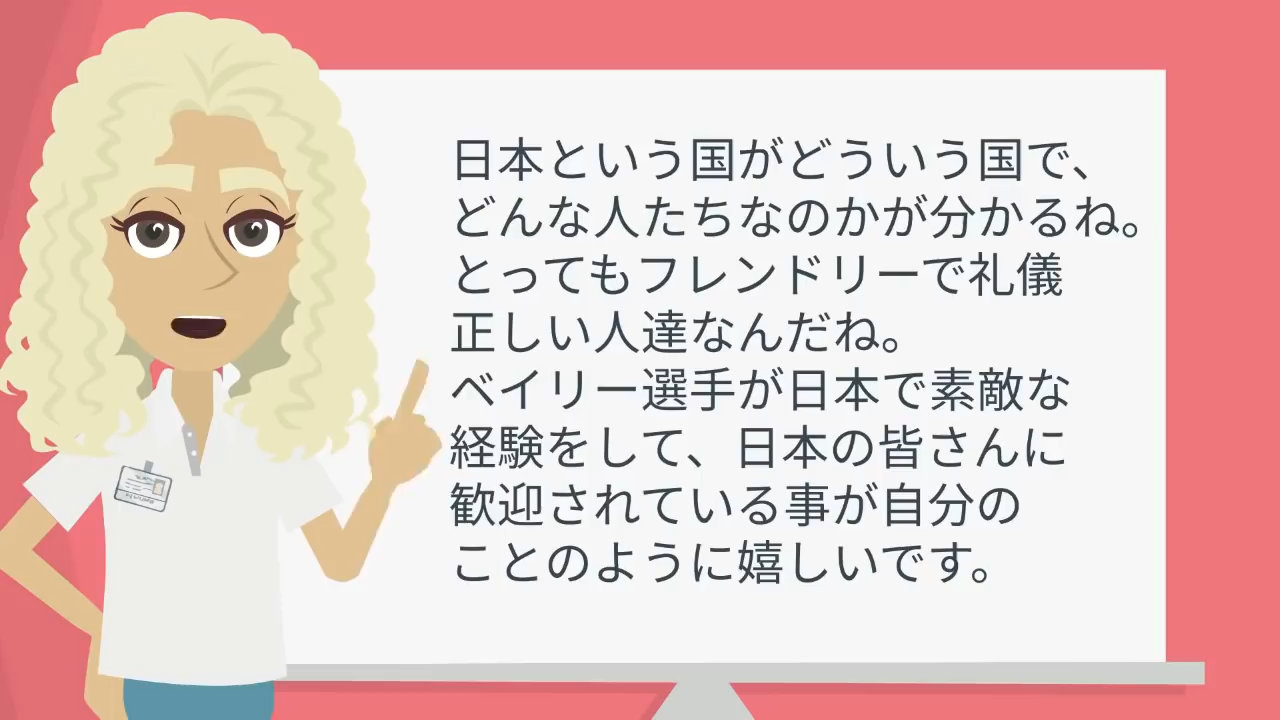 日本という国がどういう国で、
どんな人たちなのかが分かるね。
とってもフレンドリーで礼儀
正しい人達なんだね。
ベイリー選手が日本で素敵な
経験をして、日本の皆さんに
歓迎されている事が自分の
ことのように嬉しいです。